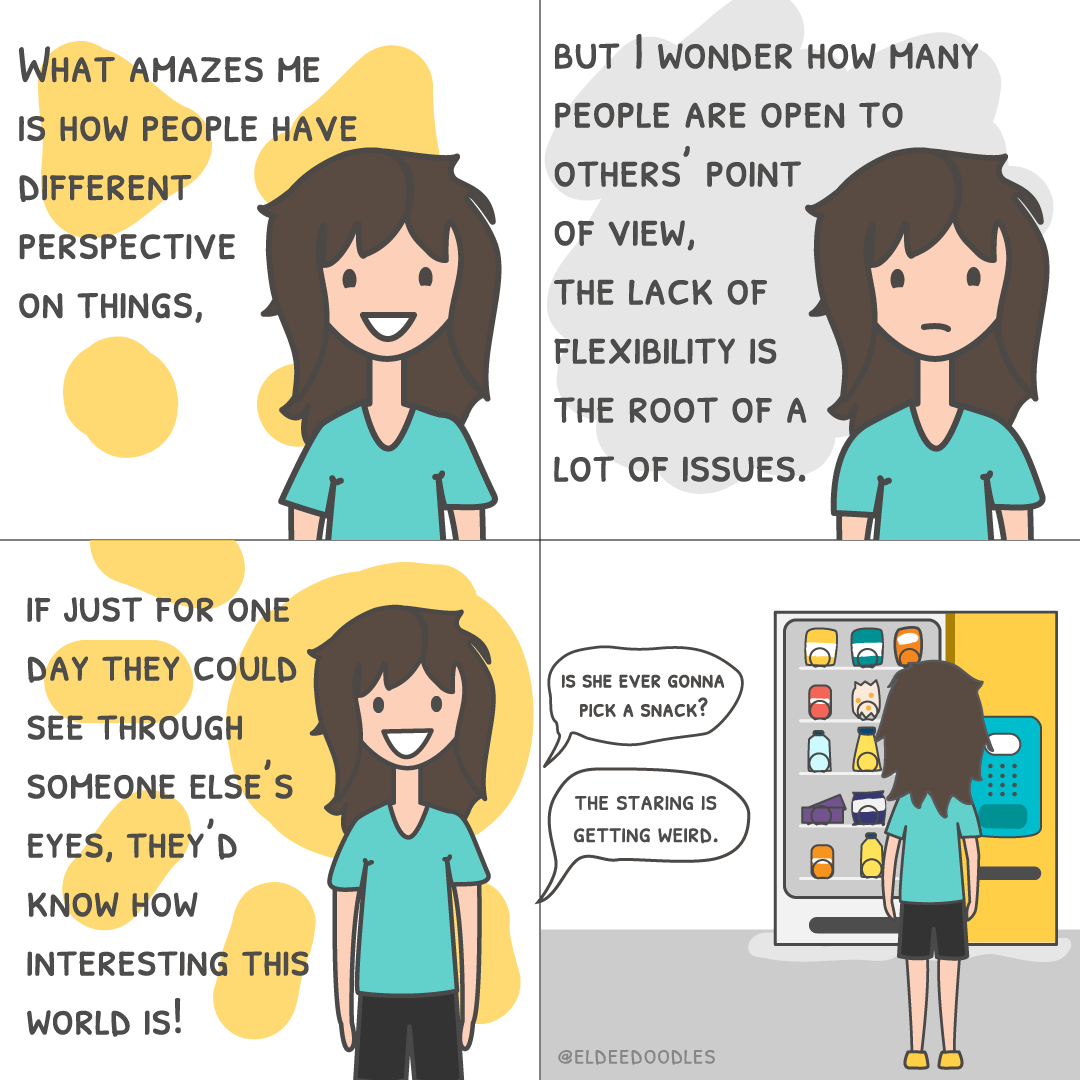 What amazes me
is how people have
different
perspective
on things,
but I wonder how many
people are open to
others' point
of view,
the lack of
flexibility is
the root of a
lot of issues.
if just for one
day they could
see through
someone else's
eyes, they'd
know how
interesting this
world is!
is she ever gonna
pick a snack?
the staring is
getting weird.
@eldeedoodles